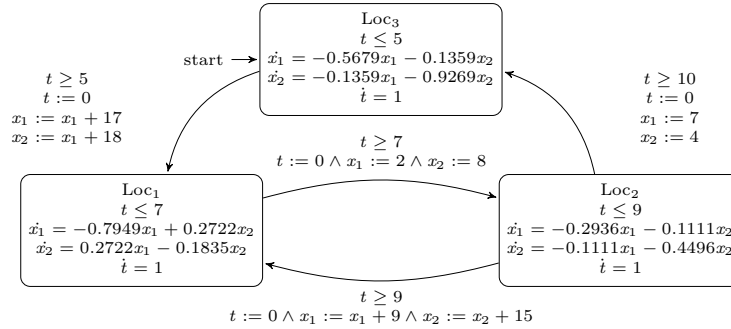 Loc₃
t ≤ 5
start
ẋ₁ = −0.5679x₁ − 0.1359x₂
ẋ₂ = −0.1359x₁ − 0.9269x₂
ṫ = 1
t ≥ 5
t := 0
x₁ := x₁ + 17
x₂ := x₁ + 18
t ≥ 10
t := 0
x₁ := 7
x₂ := 4
t ≥ 7
t := 0 ∧ x₁ := 2 ∧ x₂ := 8
Loc₁
t ≤ 7
ẋ₁ = −0.7949x₁ + 0.2722x₂
ẋ₂ = 0.2722x₁ − 0.1835x₂
ṫ = 1
Loc₂
t ≤ 9
ẋ₁ = −0.2936x₁ − 0.1111x₂
ẋ₂ = −0.1111x₁ − 0.4496x₂
ṫ = 1
t ≥ 9
t := 0 ∧ x₁ := x₁ + 9 ∧ x₂ := x₂ + 15